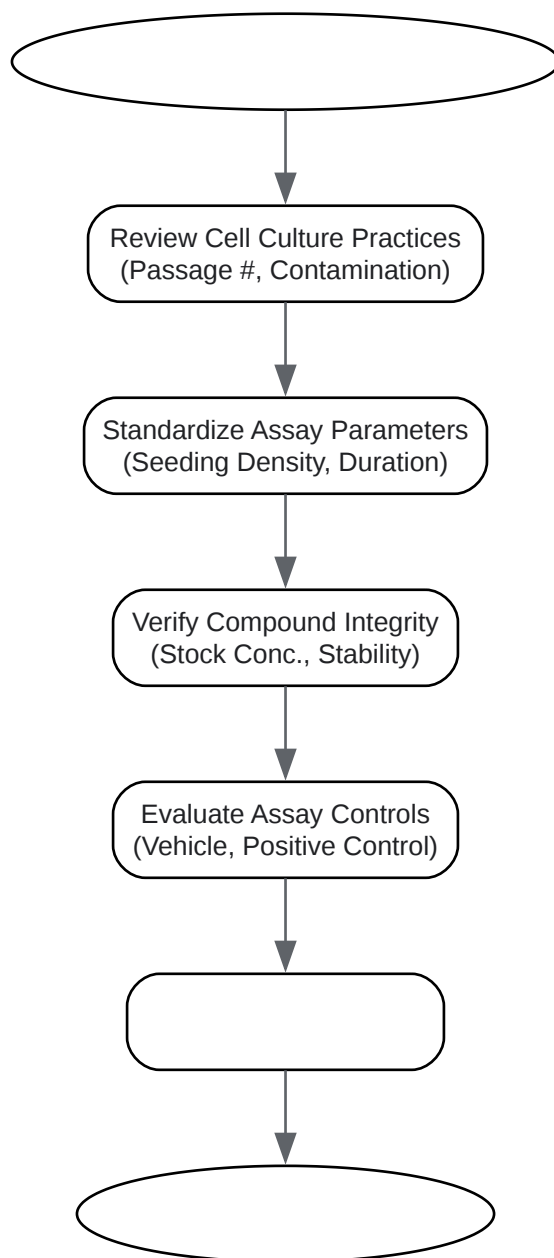 Review Cell Culture Practices
(Passage #, Contamination)
Standardize Assay Parameters
(Seeding Density, Duration)
Verify Compound Integrity
(Stock Conc., Stability)
Evaluate Assay Controls
(Vehicle, Positive Control)